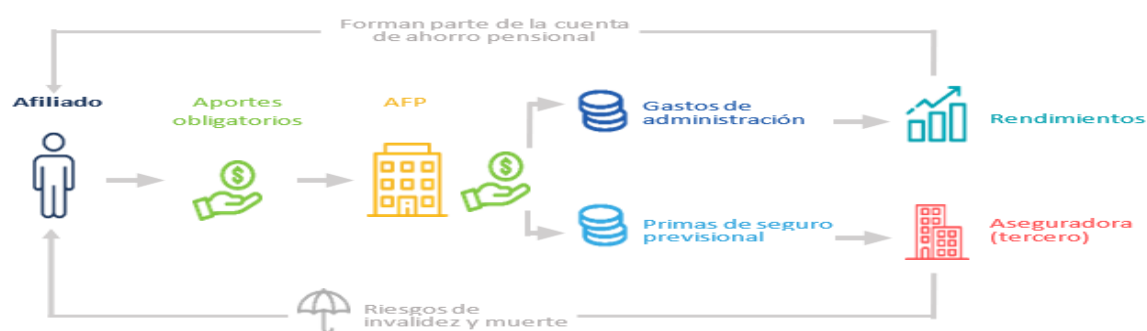 Forman parte de la cuenta
de ahorro pensional
Afiliado
Aportes
obligatorios
AFP
Gastos de
administración
Rendimientos
Primas de seguro
previsional
Aseguradora
(tercero)
Riesgos de
invalidez y muerte